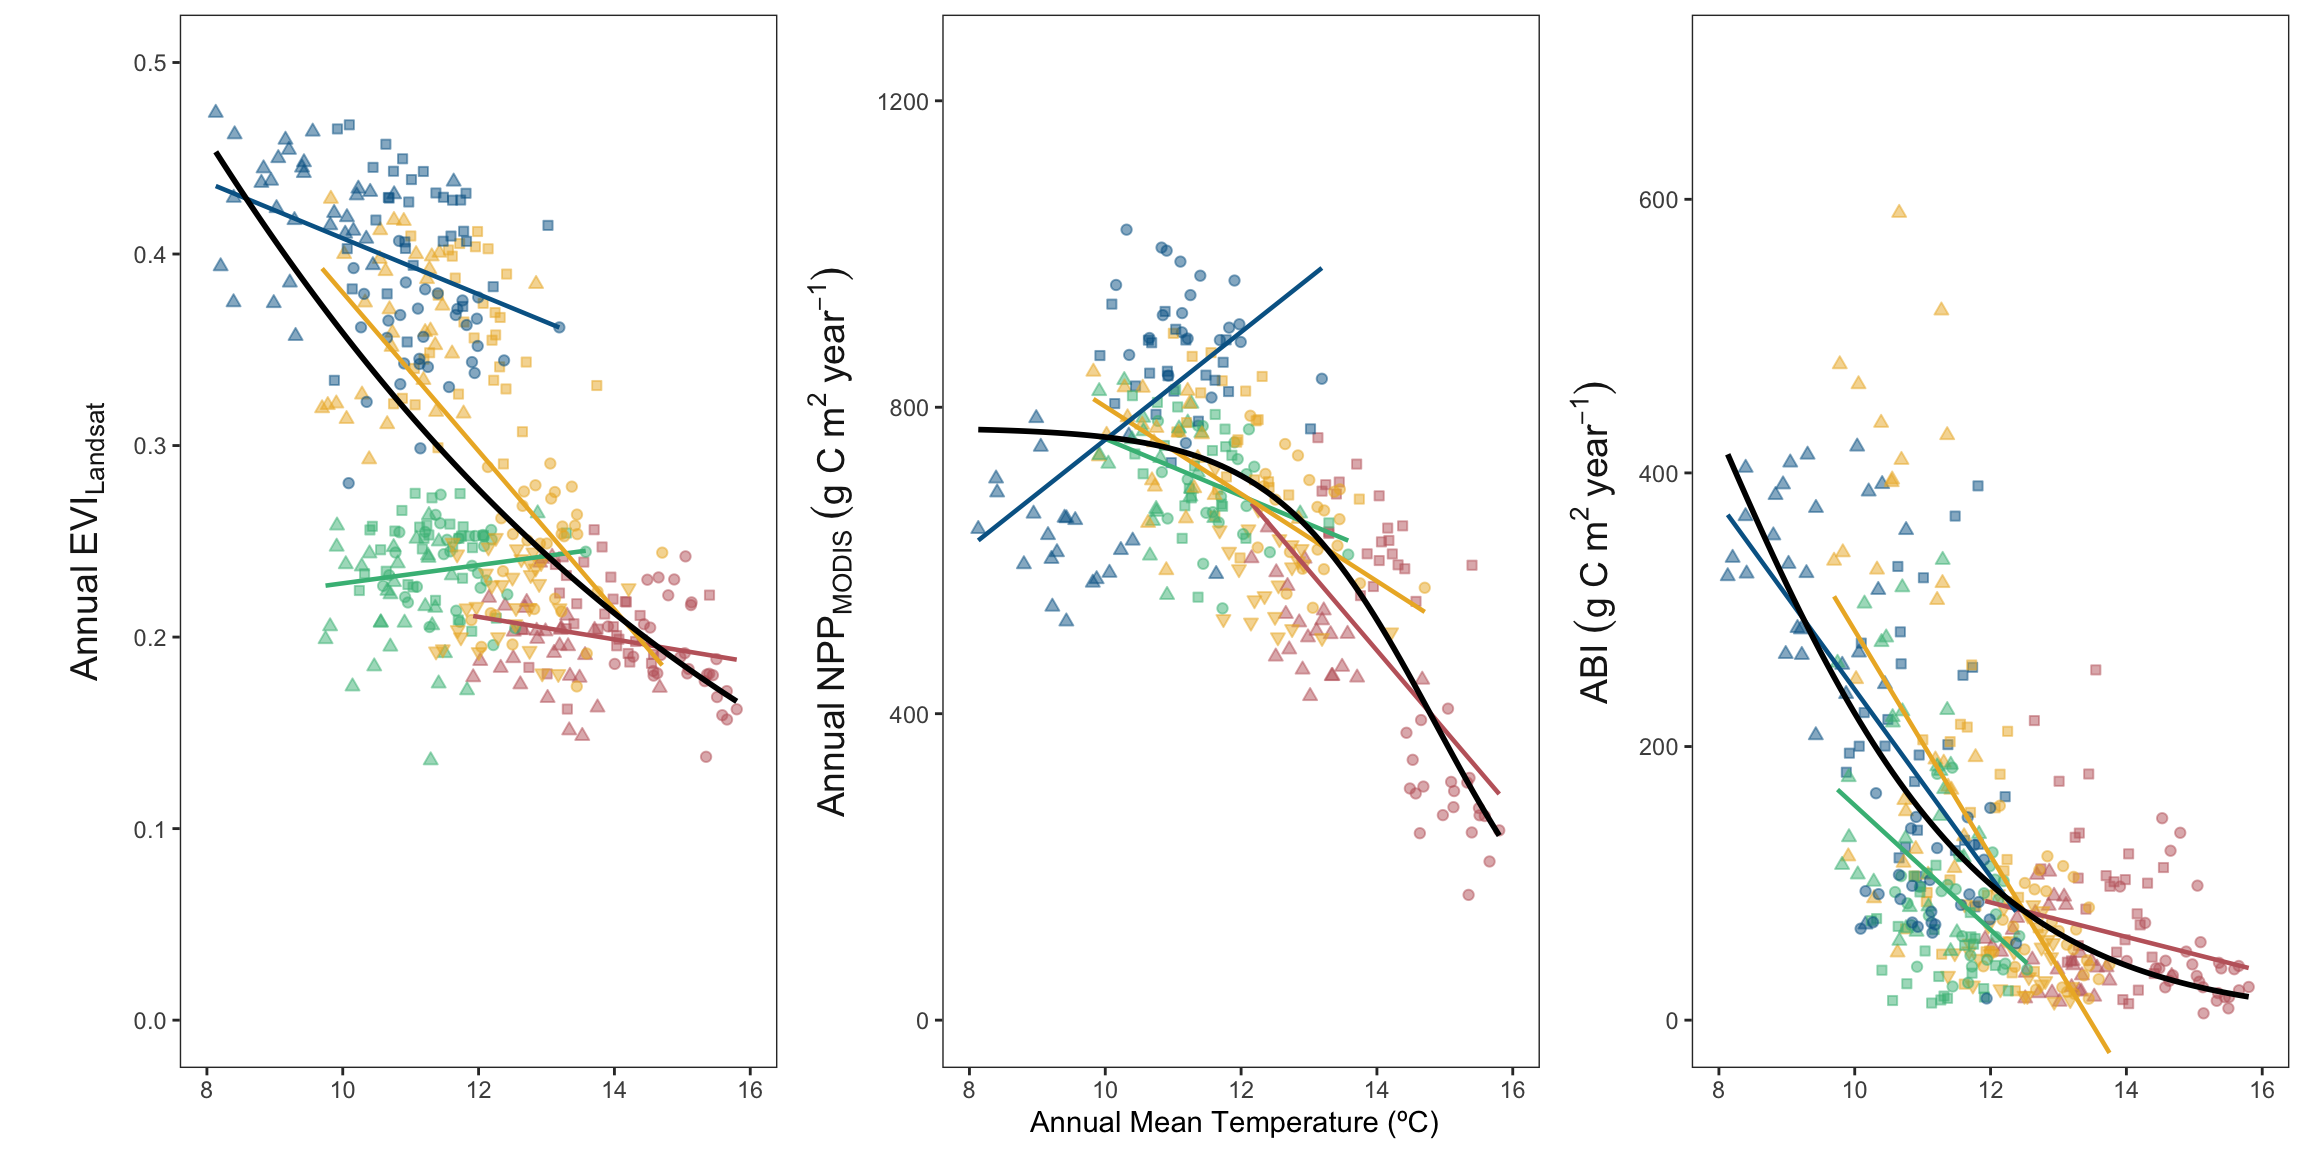 Annual EVI_Landsat
0.5
0.4
0.3
0.2
0.1
0.0
8 10 12 14 16
Annual NPP_MODIS (g C m² year⁻¹)
1200
800
400
0
8 10 12 14 16
Annual Mean Temperature (ºC)
ABI (g C m² year⁻¹)
600
400
200
0
8 10 12 14 16